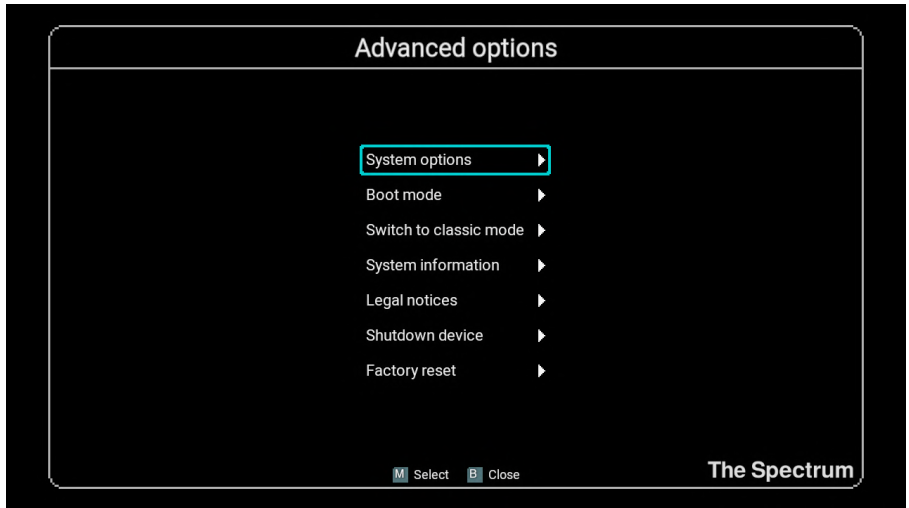 Advanced options
System options
Boot mode
Switch to classic mode
System information
Legal notices
Shutdown device
Factory reset
M Select B Close
The Spectrum